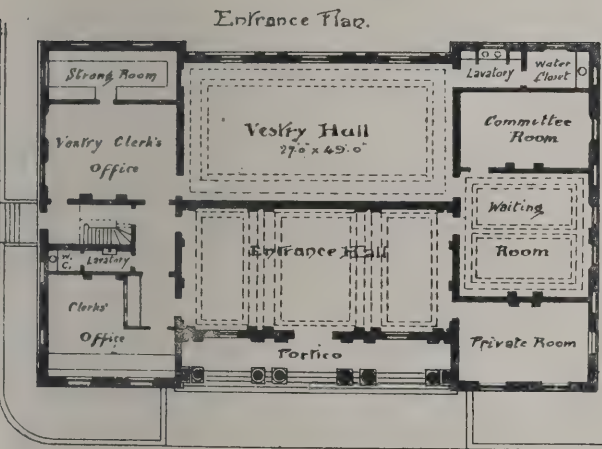 Entrance Plan.
Strong Room
Vestry Clerk's
Office
Vestry Hall
27.0" x 49.0"
Lavatory
Water
Closet
Committee
Room
Waiting
Room
Entrance Hall
W.
C.
Lavatory
Clerks'
Office
Portico
Private Room